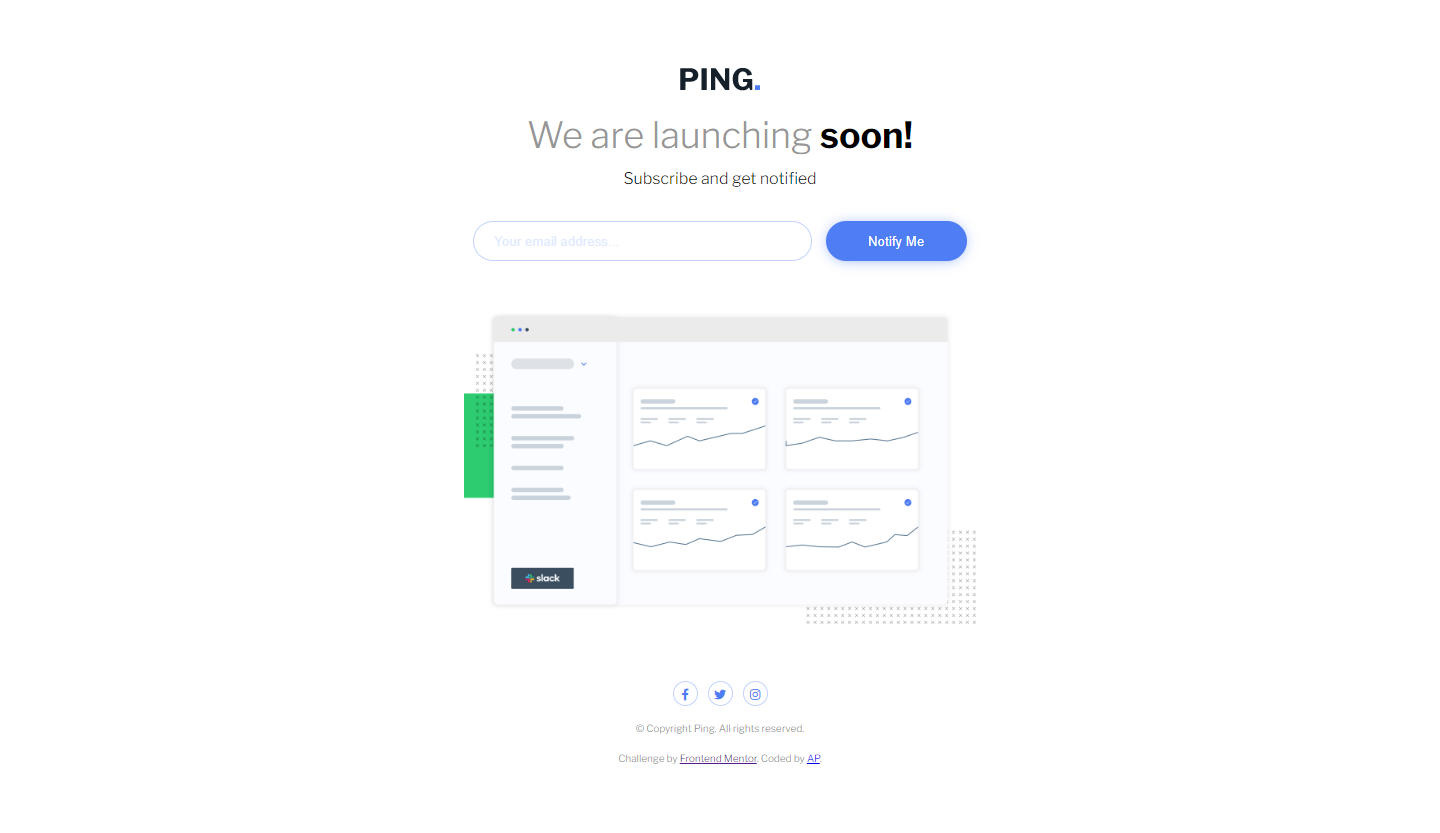 PING.
We are launching soon!
Subscribe and get notified
Your email address...
Notify Me
slack
© Copyright Ping. All rights reserved.
Challenge by Frontend Mentor. Coded by AP.